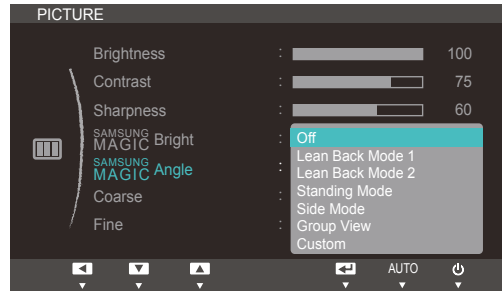 PICTURE
Brightness : 100
Contrast : 75
Sharpness : 60
SAMSUNG MAGIC Bright :
SAMSUNG MAGIC Angle :
Coarse :
Fine :
Off
Lean Back Mode 1
Lean Back Mode 2
Standing Mode
Side Mode
Group View
Custom
AUTO